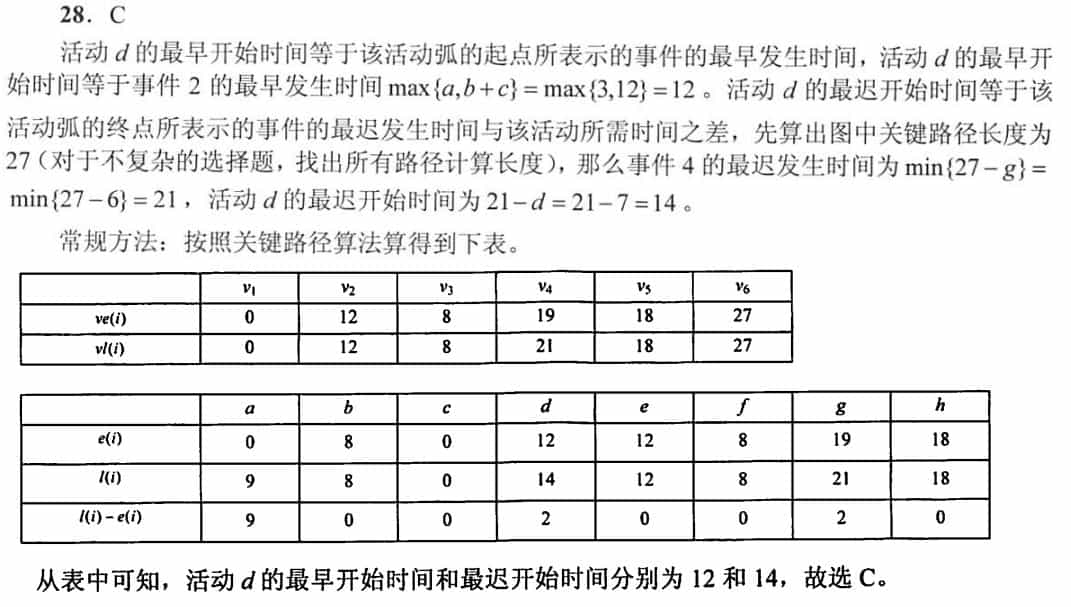 28. C
活动 d 的最早开始时间等于该活动弧的起点所表示的事件的最早发生时间，活动 d 的最早开
始时间等于事件 2 的最早发生时间 max{a,b+c}=max{3,12}=12 。活动 d 的最迟开始时间等于该
活动弧的终点所表示的事件的最迟发生时间与该活动所需时间之差，先算出图中关键路径长度为
27（对于不复杂的选择题，找出所有路径计算长度），那么事件 4 的最迟发生时间为 min{27-g}=
min{27-6}=21 ，活动 d 的最迟开始时间为 21-d=21-7=14 。
常规方法：按照关键路径算法算得到下表。
v1 v2 v3 v4 v5 v6
ve(i) 0 12 8 19 18 27
vl(i) 0 12 8 21 18 27
a b c d e f g h
e(i) 0 8 0 12 12 8 19 18
l(i) 9 8 0 14 12 8 21 18
l(i)-e(i) 9 0 0 2 0 0 2 0
从表中可知，活动 d 的最早开始时间和最迟开始时间分别为 12 和 14，故选 C。